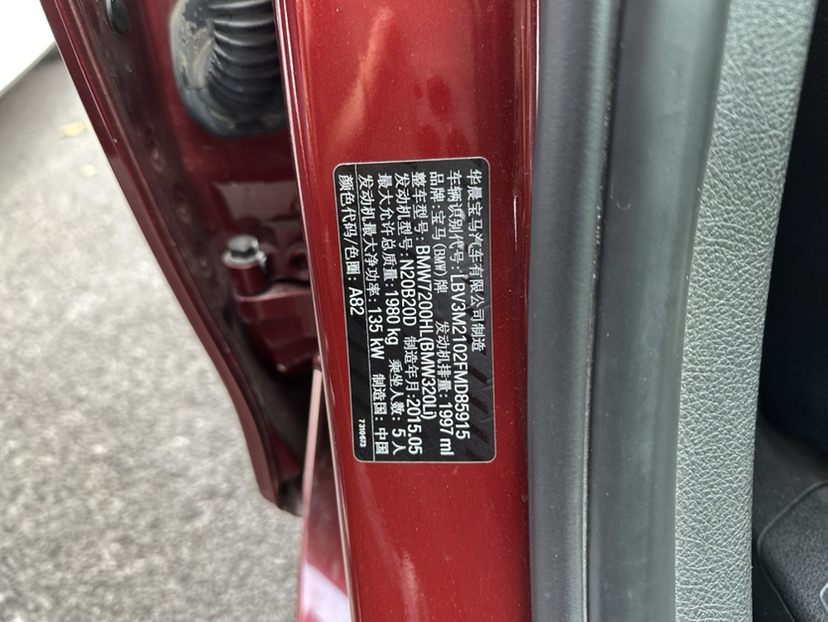 华晨宝马汽车有限公司制造
车辆识别代号: LBV3M2102FMD85915
品牌: 宝马(BMW)牌 发动机排量: 1997 ml
整车型号: BMW7200HL(BMW320Li)
发动机型号: N20B20D 制造年月: 2015.05
最大允许总质量: 1980 kg 乘坐人数: 5人
发动机最大净功率: 135 kW 制造国: 中国
颜色代码/色圈: A82
7310673